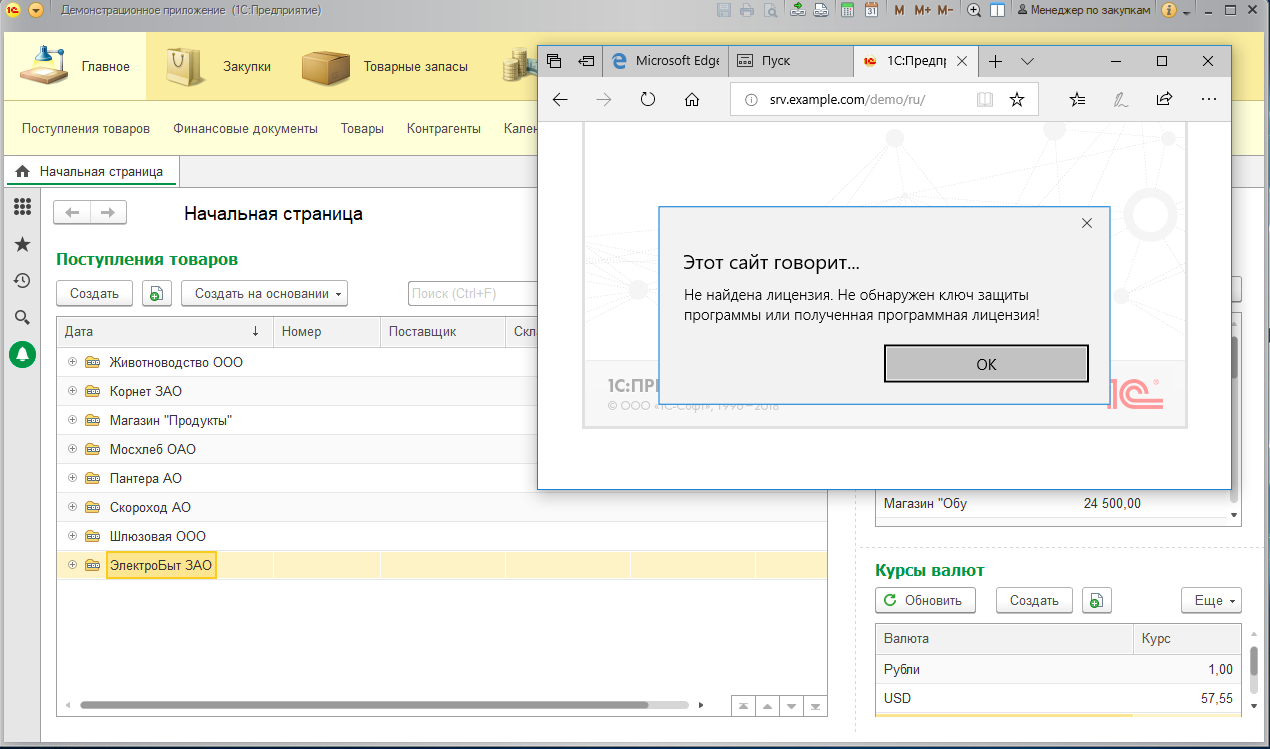 Демонстрационное приложение (1С:Предприятие)
M M+ M-
Менеджер по закупкам
Главное
Закупки
Товарные запасы
Поступления товаров
Финансовые документы
Товары
Контрагенты
Кален
Начальная страница
Начальная страница
Поступления товаров
Создать
Создать на основании
Поиск (Ctrl+F)
Дата
Номер
Поставщик
Скл
Животноводство ООО
Корнет ЗАО
Магазин "Продукты"
Мосхлеб ОАО
Пантера АО
Скороход АО
Шлюзовая ООО
ЭлектроБыт ЗАО
Microsoft Edge
Пуск
1С:Предпр
srv.example.com/demo/ru/
Этот сайт говорит...
Не найдена лицензия. Не обнаружен ключ защиты
программы или полученная программная лицензия!
ОК
1С:ПРЕ
© ООО «1С-Софт», 1996—2018
1С
Магазин "Обу
24 500,00
Курсы валют
Обновить
Создать
Еще
Валюта
Курс
Рубли
1,00
USD
57,55